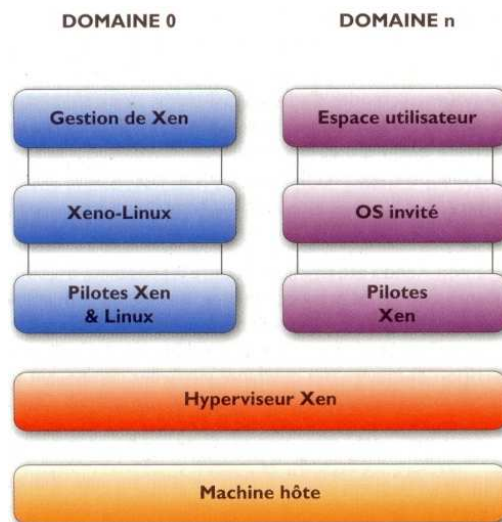 DOMAINE 0
DOMAINE n
Gestion de Xen
Espace utilisateur
Xeno-Linux
OS invité
Pilotes Xen
& Linux
Pilotes
Xen
Hyperviseur Xen
Machine hôte